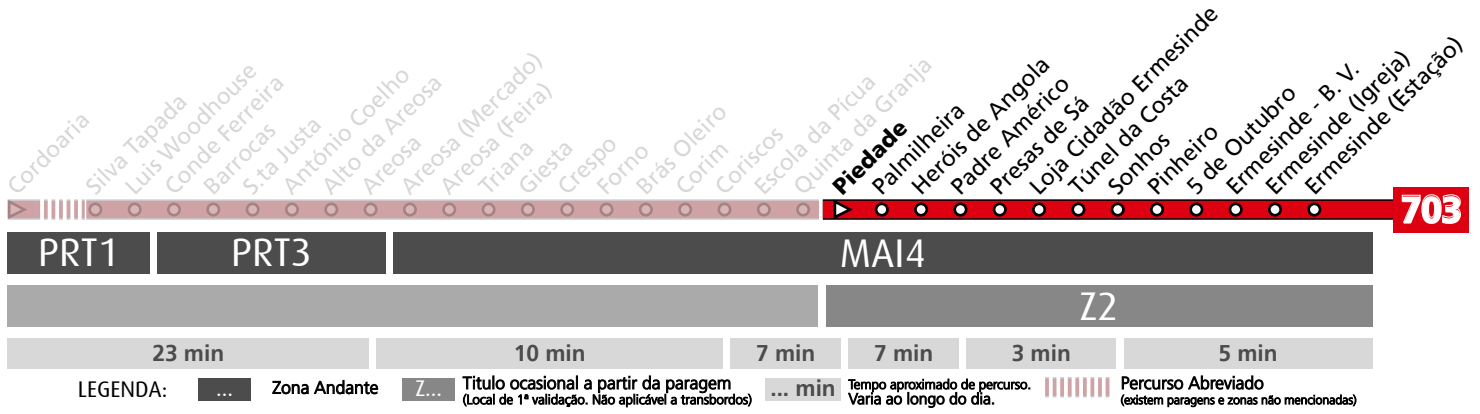 Cordoaria
Silva Tapada
Luis Woodhouse
Conde Ferreira
Barrocas
S.ta Justa
António Coelho
Alto da Areosa
Areosa
Areosa (Mercado)
Areosa (Feira)
Triana
Giesta
Crespo
Forno
Brás Oleiro
Corim
Coriscos
Escola da Pícua
Quinta da Granja
Piedade
Palmilheira
Heróis de Angola
Padre Américo
Presas de Sá
Loja Cidadão Ermesinde
Túnel da Costa
Sonhos
Pinheiro
5 de Outubro
Ermesinde - B. V.
Ermesinde (Igreja)
Ermesinde (Estação)
703
PRT1 PRT3 MAI4
Z2
23 min 10 min 7 min 7 min 3 min 5 min
LEGENDA: ... Zona Andante Z... Titulo ocasional a partir da paragem
(Local de 1ª validação. Não aplicável a transbordos)
... min Tempo aproximado de percurso.
Varia ao longo do dia.
Percurso Abreviado
(existem paragens e zonas não mencionadas)